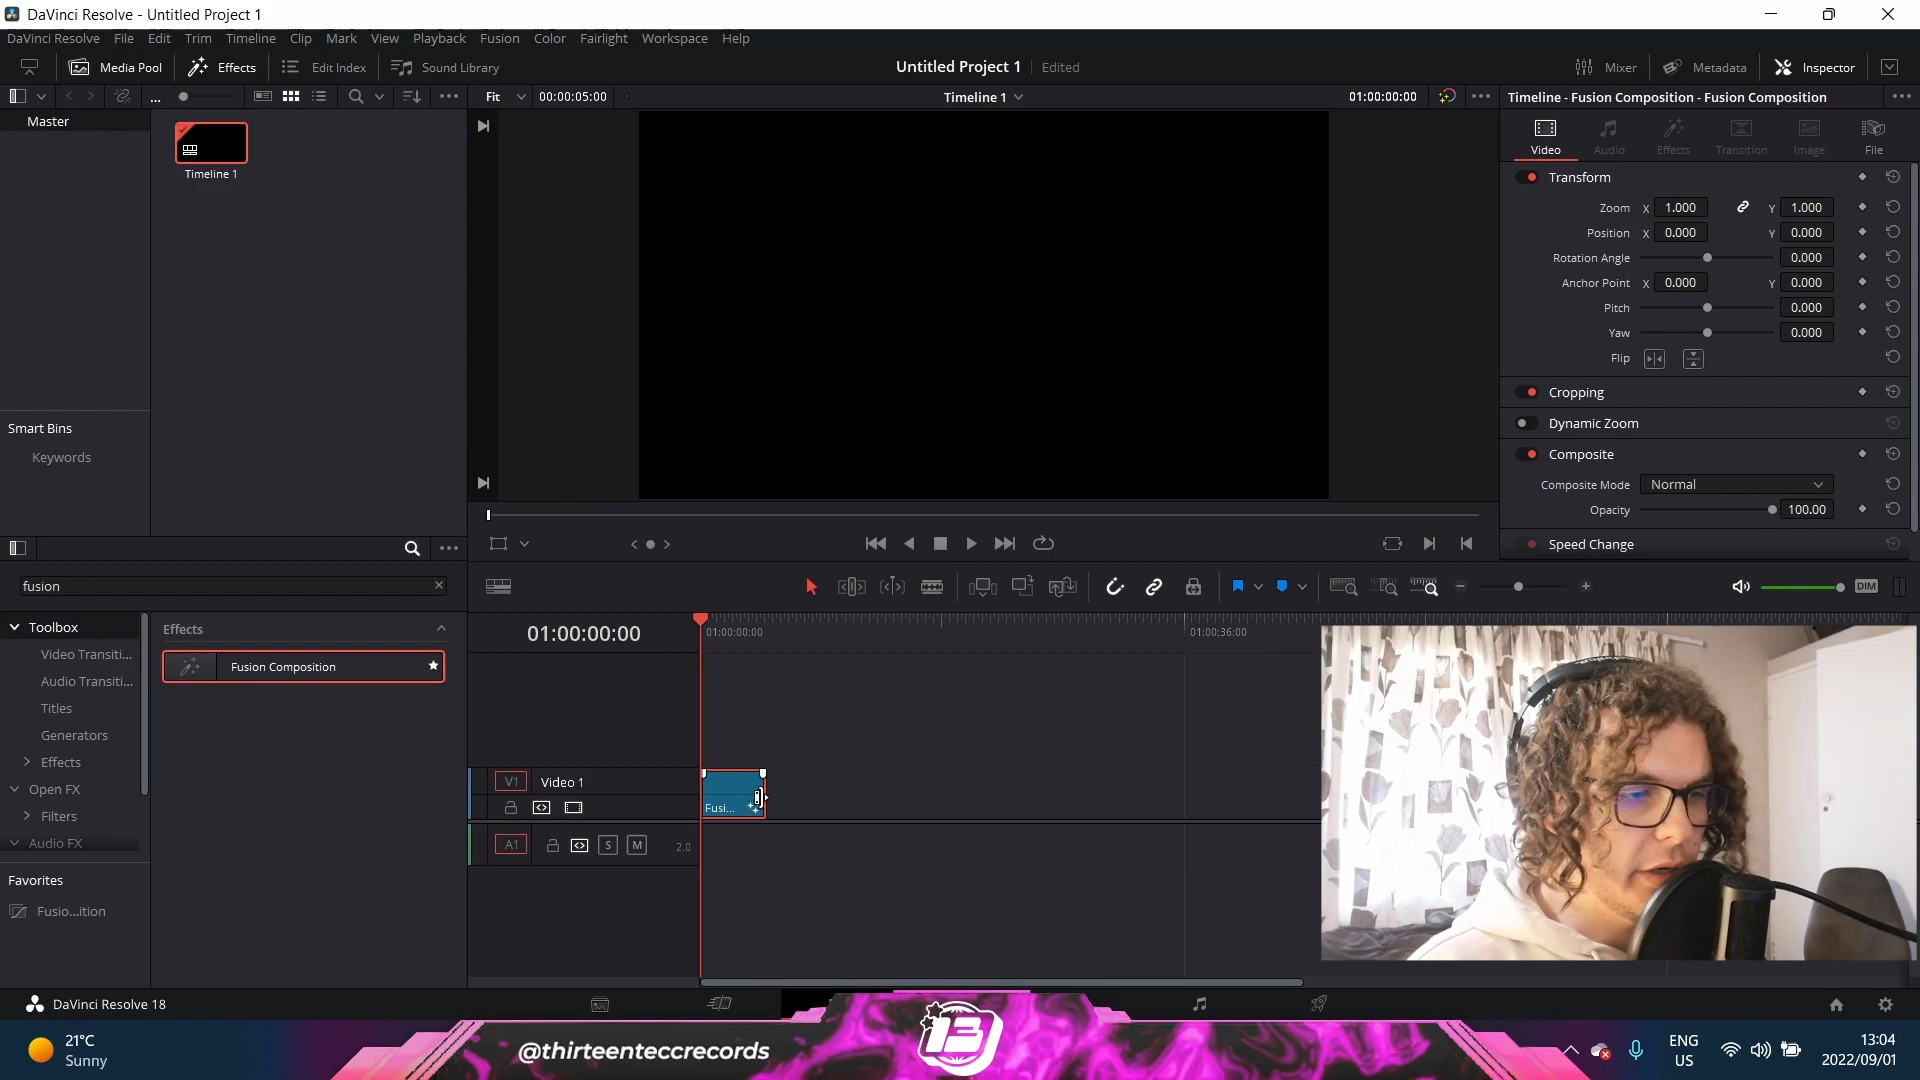 DaVinci Resolve - Untitled Project 1
DaVinci Resolve File Edit Trim Timeline Clip Mark View Playback Fusion Color Fairlight Workspace Help
Media Pool Effects Edit Index Sound Library Untitled Project 1 Edited Mixer Metadata Inspector
... Fit 00:00:05:00 Timeline 1 01:00:00:00 ... Timeline - Fusion Composition - Fusion Composition ...
Master
Timeline 1
Video Audio Effects Transition Image File
Transform
Zoom X 1.000 Y 1.000
Position X 0.000 Y 0.000
Rotation Angle 0.000
Anchor Point X 0.000 Y 0.000
Pitch 0.000
Yaw 0.000
Flip
Cropping
Dynamic Zoom
Composite
Composite Mode Normal
Opacity 100.00
Speed Change
Smart Bins
Keywords
fusion
DIM
Toolbox
Video Transiti...
Audio Transiti...
Titles
Generators
Effects
Open FX
Filters
Audio FX
Favorites
Fusio...ition
Effects
Fusion Composition
01:00:00:00
01:00:00:00 01:00:36:00
V1 Video 1
Fusi...
A1 S M 2.0
DaVinci Resolve 18
21°C
Sunny
@thirteenteccrecords
13
ENG
US
13:04
2022/09/01